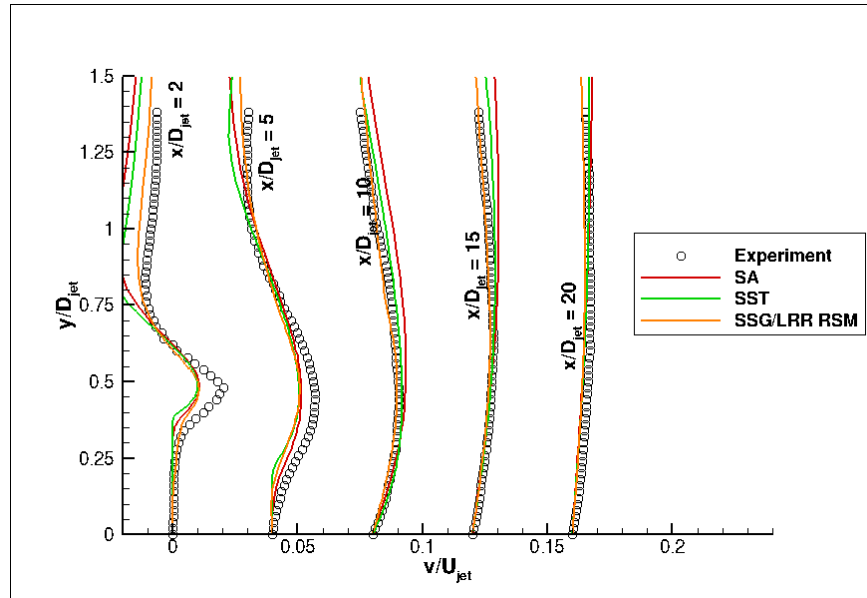 1.5
1.25
1
0.75
0.5
0.25
0
y/D_jet
0
0.05
0.1
0.15
0.2
v/U_jet
x/D_jet = 2
x/D_jet = 5
x/D_jet = 10
x/D_jet = 15
x/D_jet = 20
Experiment
SA
SST
SSG/LRR RSM